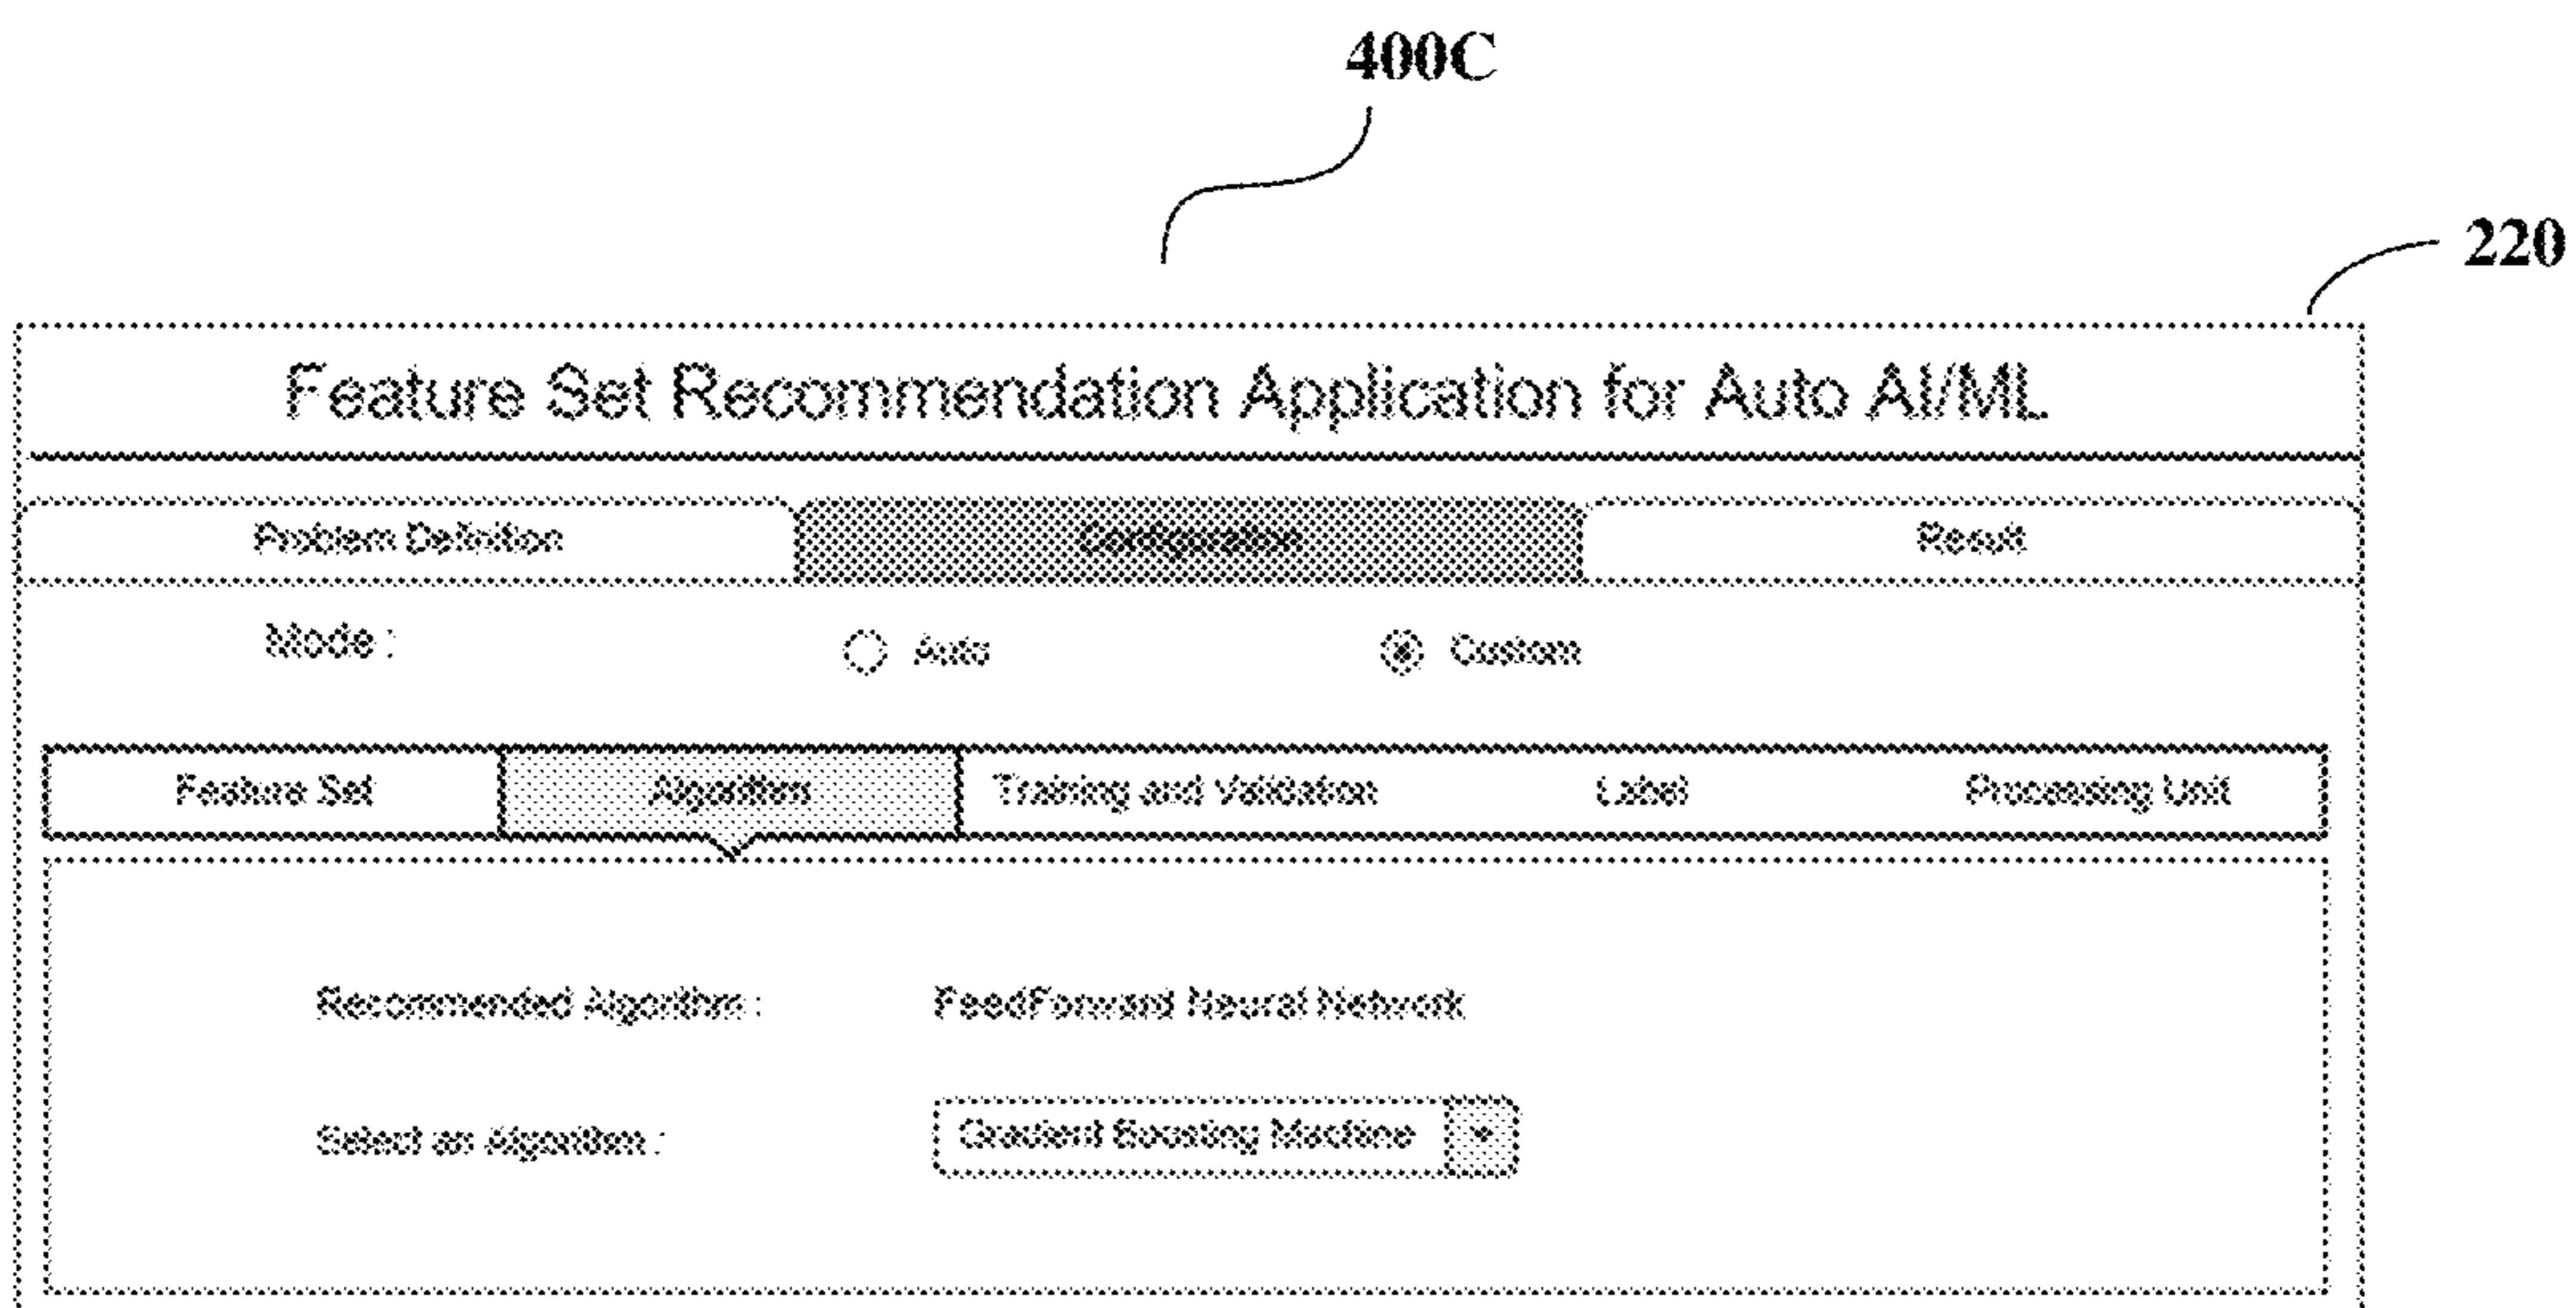 400C
220
Feature Set Recommendation Application for Auto AI/ML
Problem Definition Configuration Result
Mode : Auto Custom
Feature Set Algorithm Training and Validation Label Processing Unit
Recommended Algorithm : FeedForward Neural Network
Select an Algorithm : Gradient Boosting Machine